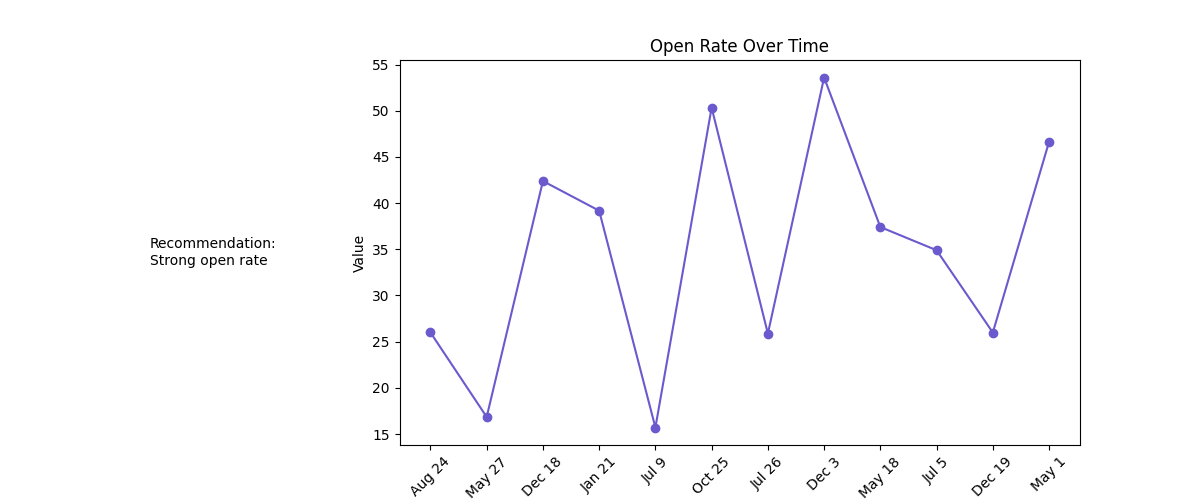 Open Rate Over Time
Recommendation:
Strong open rate
Value
55
50
45
40
35
30
25
20
15
Aug 24
May 27
Dec 18
Jan 21
Jul 9
Oct 25
Jul 26
Dec 3
May 18
Jul 5
Dec 19
May 1